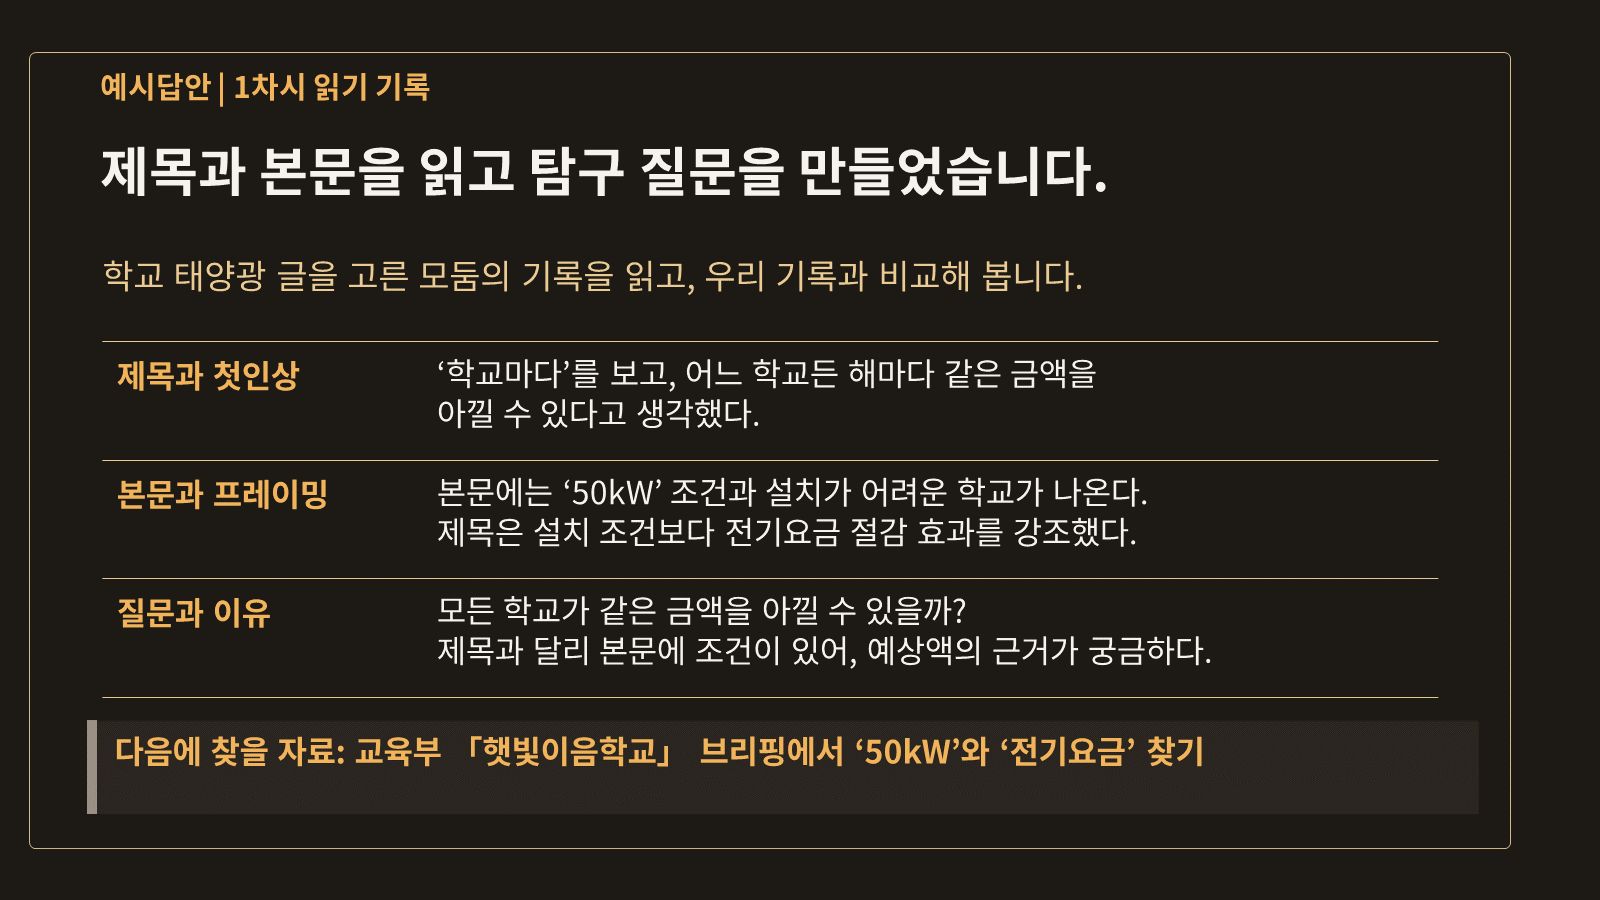 예시답안 | 1차시 읽기 기록
제목과 본문을 읽고 탐구 질문을 만들었습니다.
학교 태양광 글을 고른 모둠의 기록을 읽고, 우리 기록과 비교해 봅니다.
제목과 첫인상
‘학교마다’를 보고, 어느 학교든 해마다 같은 금액을
아낄 수 있다고 생각했다.
본문과 프레이밍
본문에는 ‘50kW’ 조건과 설치가 어려운 학교가 나온다.
제목은 설치 조건보다 전기요금 절감 효과를 강조했다.
질문과 이유
모든 학교가 같은 금액을 아낄 수 있을까?
제목과 달리 본문에 조건이 있어, 예상액의 근거가 궁금하다.
다음에 찾을 자료: 교육부 「햇빛이음학교」 브리핑에서 ‘50kW’와 ‘전기요금’ 찾기